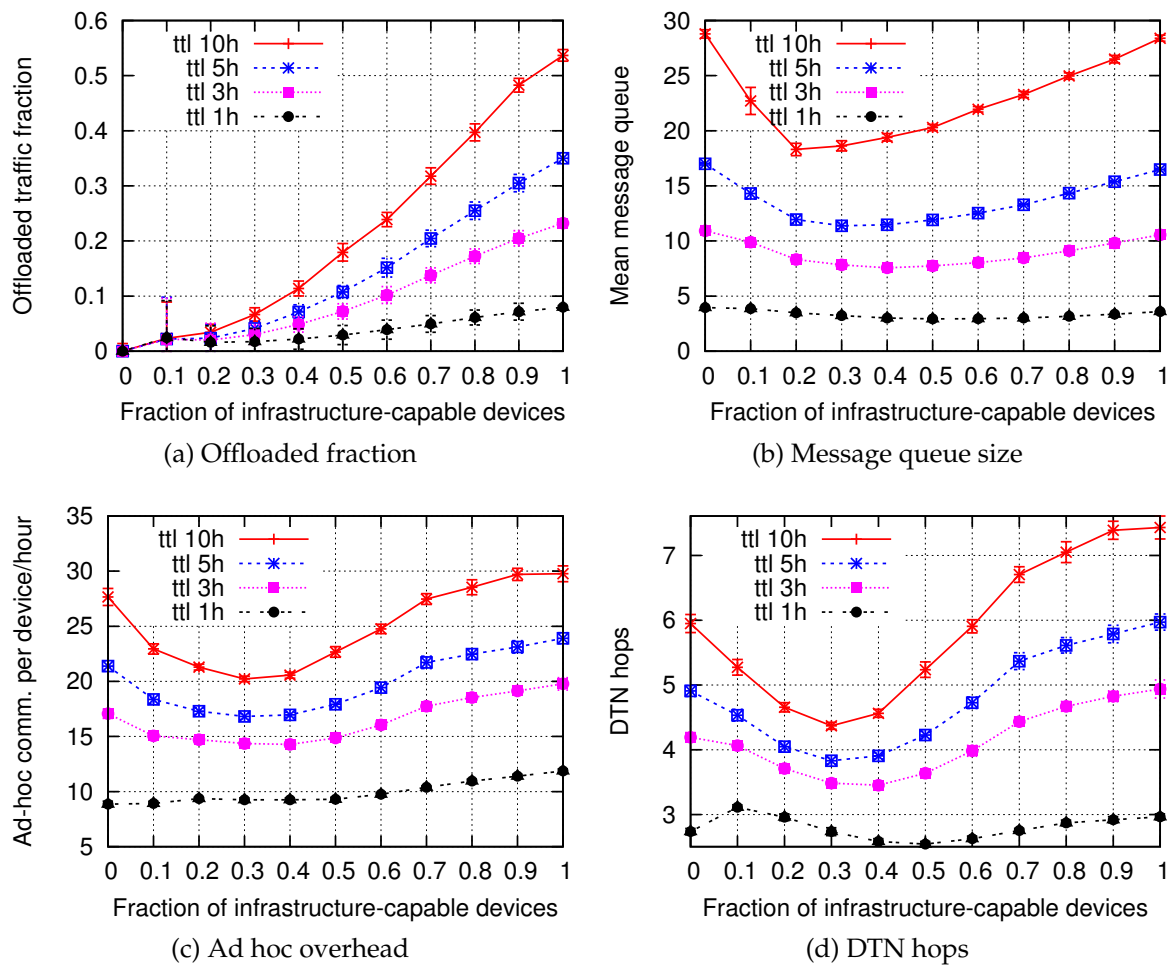 0.6
0.5
0.4
0.3
0.2
0.1
0
Offloaded traffic fraction
ttl 10h
ttl 5h
ttl 3h
ttl 1h
0 0.1 0.2 0.3 0.4 0.5 0.6 0.7 0.8 0.9 1
Fraction of infrastructure-capable devices
(a) Offloaded fraction
30
25
20
15
10
5
0
Mean message queue
ttl 10h
ttl 5h
ttl 3h
ttl 1h
0 0.1 0.2 0.3 0.4 0.5 0.6 0.7 0.8 0.9 1
Fraction of infrastructure-capable devices
(b) Message queue size
35
30
25
20
15
10
5
Ad-hoc comm. per device/hour
ttl 10h
ttl 5h
ttl 3h
ttl 1h
0 0.1 0.2 0.3 0.4 0.5 0.6 0.7 0.8 0.9 1
Fraction of infrastructure-capable devices
(c) Ad hoc overhead
7
6
5
4
3
DTN hops
ttl 10h
ttl 5h
ttl 3h
ttl 1h
0 0.1 0.2 0.3 0.4 0.5 0.6 0.7 0.8 0.9 1
Fraction of infrastructure-capable devices
(d) DTN hops